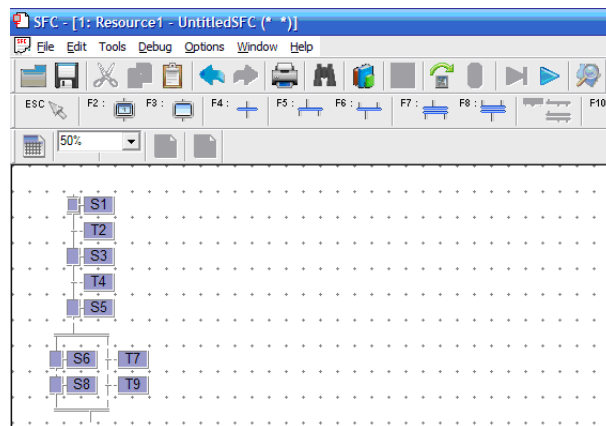 SFC - [1: Resource1 - UntitledSFC (* *)]
File Edit Tools Debug Options Window Help
ESC F2: F3: F4: F5: F6: F7: F8: F10
50%
S1
T2
S3
T4
S5
S6 T7
S8 T9